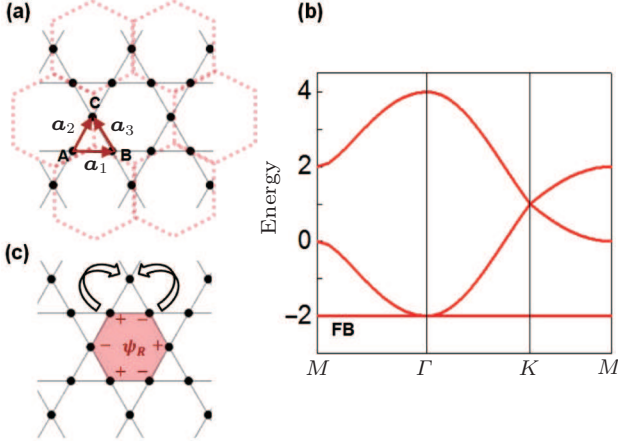 (a)
C
a2
a3
A
B
a1
(b)
Energy
4
2
0
−2
FB
M
Γ
K
M
(c)
+ −
− ψR +
+ −